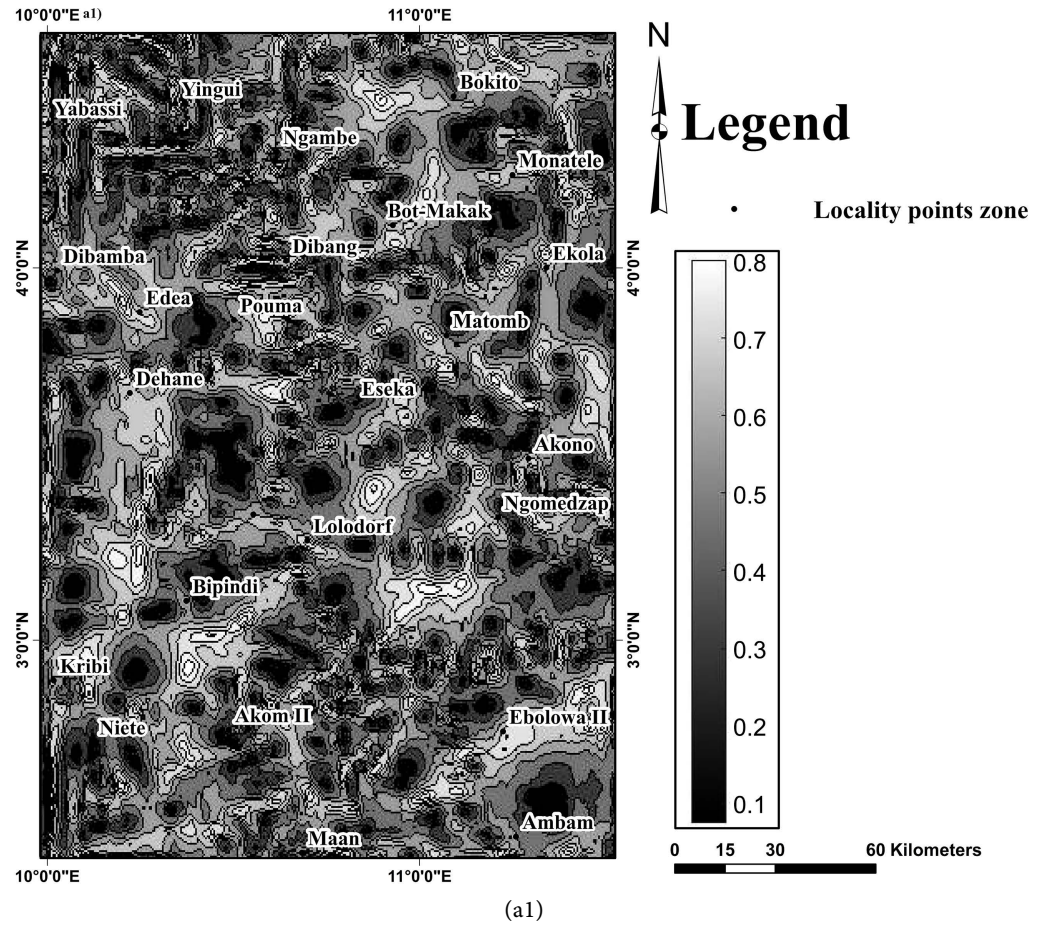 10°0'0"E a1) 11°0'0"E
N
Legend
Locality points zone
Bokito
Yingui
Yabassi
Ngambe
Monatele
Bot-Makak
Dibang
Dibamba
Ekola
4°0'0"N 4°0'0"N
Edea
Pouma
Matomb
Dehane
Eseka
Akono
Ngomedzap
Lolodorf
Bipindi
3°0'0"N 3°0'0"N
Kribi
Akom II
Ebolowa II
Niete
Ambam
Maan
0.8
0.7
0.6
0.5
0.4
0.3
0.2
0.1
0 15 30 60 Kilometers
10°0'0"E 11°0'0"E
(a1)